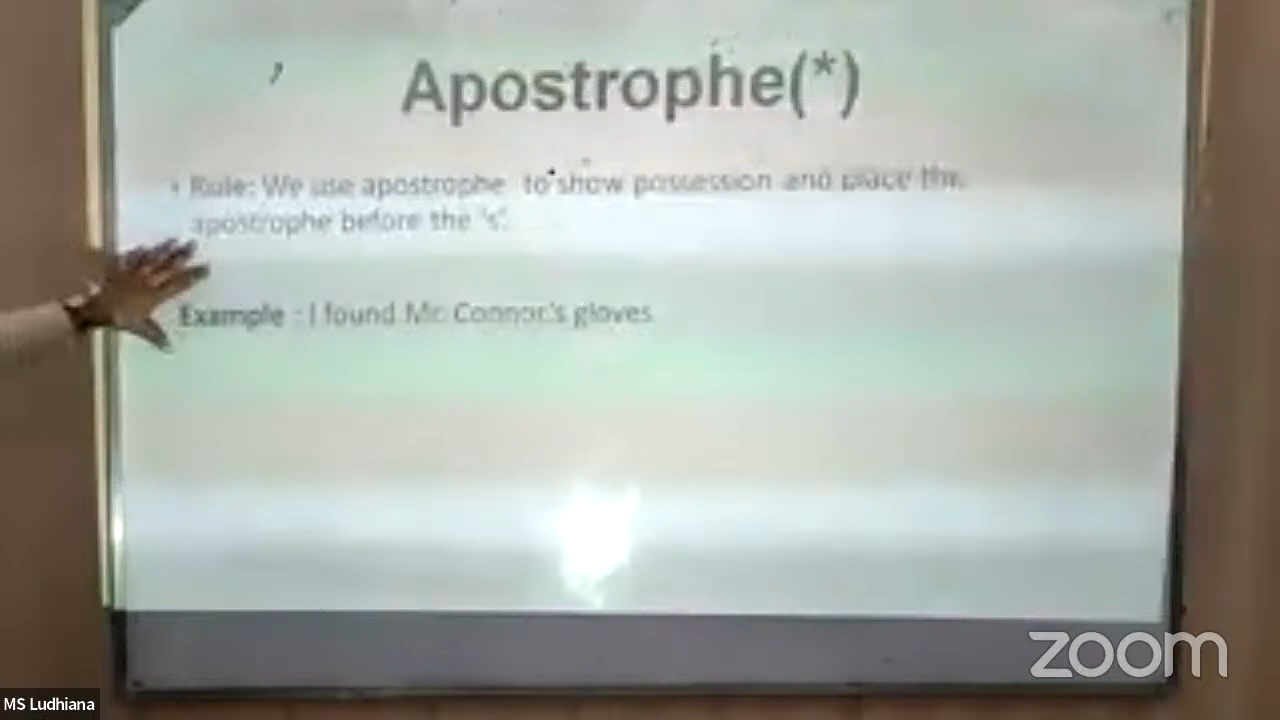 ,
Apostrophe(*)
• Rule: We use apostrophe to show possession and place the
apostrophe before the 's'.
Example : I found Mr. Connor's gloves
zoom
MS Ludhiana